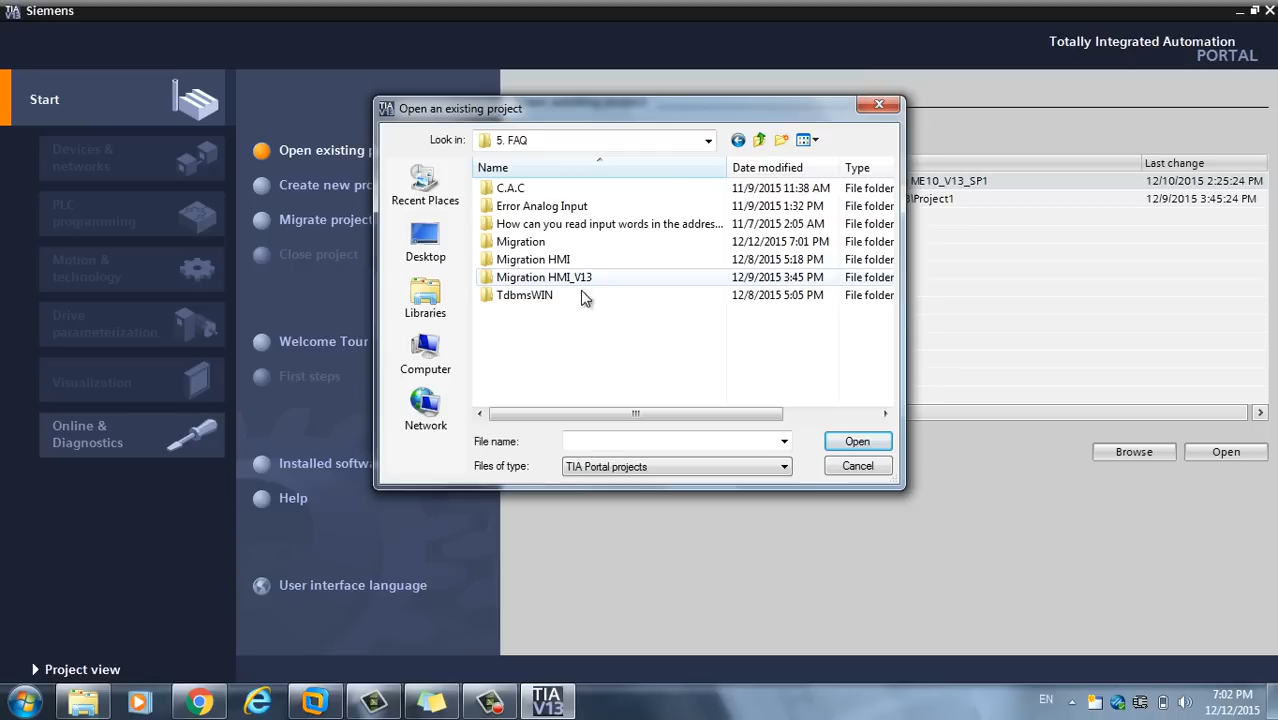 TIA
V13
Siemens
Totally Integrated Automation
PORTAL
Start
Devices &
networks
PLC
programming
Motion &
technology
Drive
parameterization
Visualization
Online &
Diagnostics
Project view
Open existing p
Create new pro
Migrate project
Close project
Welcome Tour
First steps
Installed softwa
Help
User interface language
Last change
ME10_V13_SP1 12/10/2015 2:25:24 PM
\Project1 12/9/2015 3:45:24 PM
Browse
Open
TIA
V13
Open an existing project
Look in: 5. FAQ
Name Date modified Type
C.A.C 11/9/2015 11:38 AM File folder
Error Analog Input 11/9/2015 1:32 PM File folder
How can you read input words in the addres... 11/7/2015 2:05 AM File folder
Migration 12/12/2015 7:01 PM File folder
Migration HMI 12/8/2015 5:18 PM File folder
Migration HMI_V13 12/9/2015 3:45 PM File folder
TdbmsWIN 12/8/2015 5:05 PM File folder
Recent Places
Desktop
Libraries
Computer
Network
File name:
Open
Files of type: TIA Portal projects
Cancel
TIA
V13
EN
7:02 PM
12/12/2015